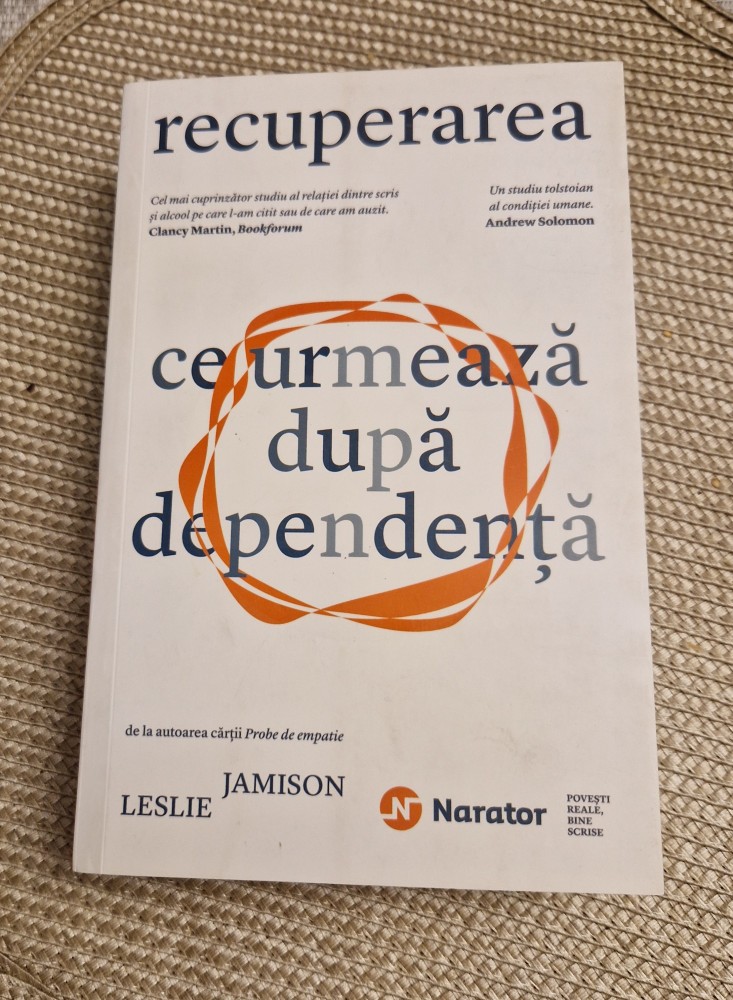 recuperarea
Cel mai cuprinzător studiu al relației dintre scris
și alcool pe care l-am citit sau de care am auzit.
Clancy Martin, Bookforum
Un studiu tolstoian
al condiției umane.
Andrew Solomon
ce urmează
după
dependență
de la autoarea cărții Probe de empatie
LESLIE JAMISON
N Narator
POVEȘTI
REALE,
BINE
SCRISE